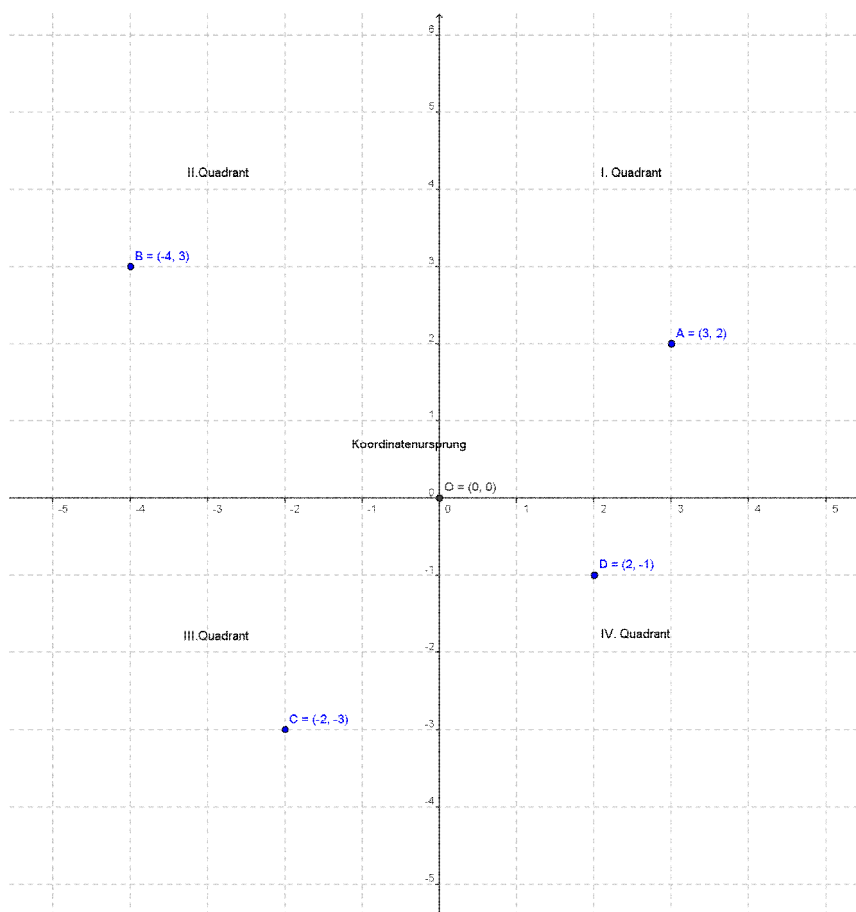 6
5
II.Quadrant
I. Quadrant
4
B = (-4, 3)
3
A = (3, 2)
2
1
Koordinatenursprung
O = (0, 0)
0
-5 -4 -3 -2 -1 0 1 2 3 4 5
D = (2, -1)
-1
III.Quadrant
IV. Quadrant
-2
C = (-2, -3)
-3
-4
-5